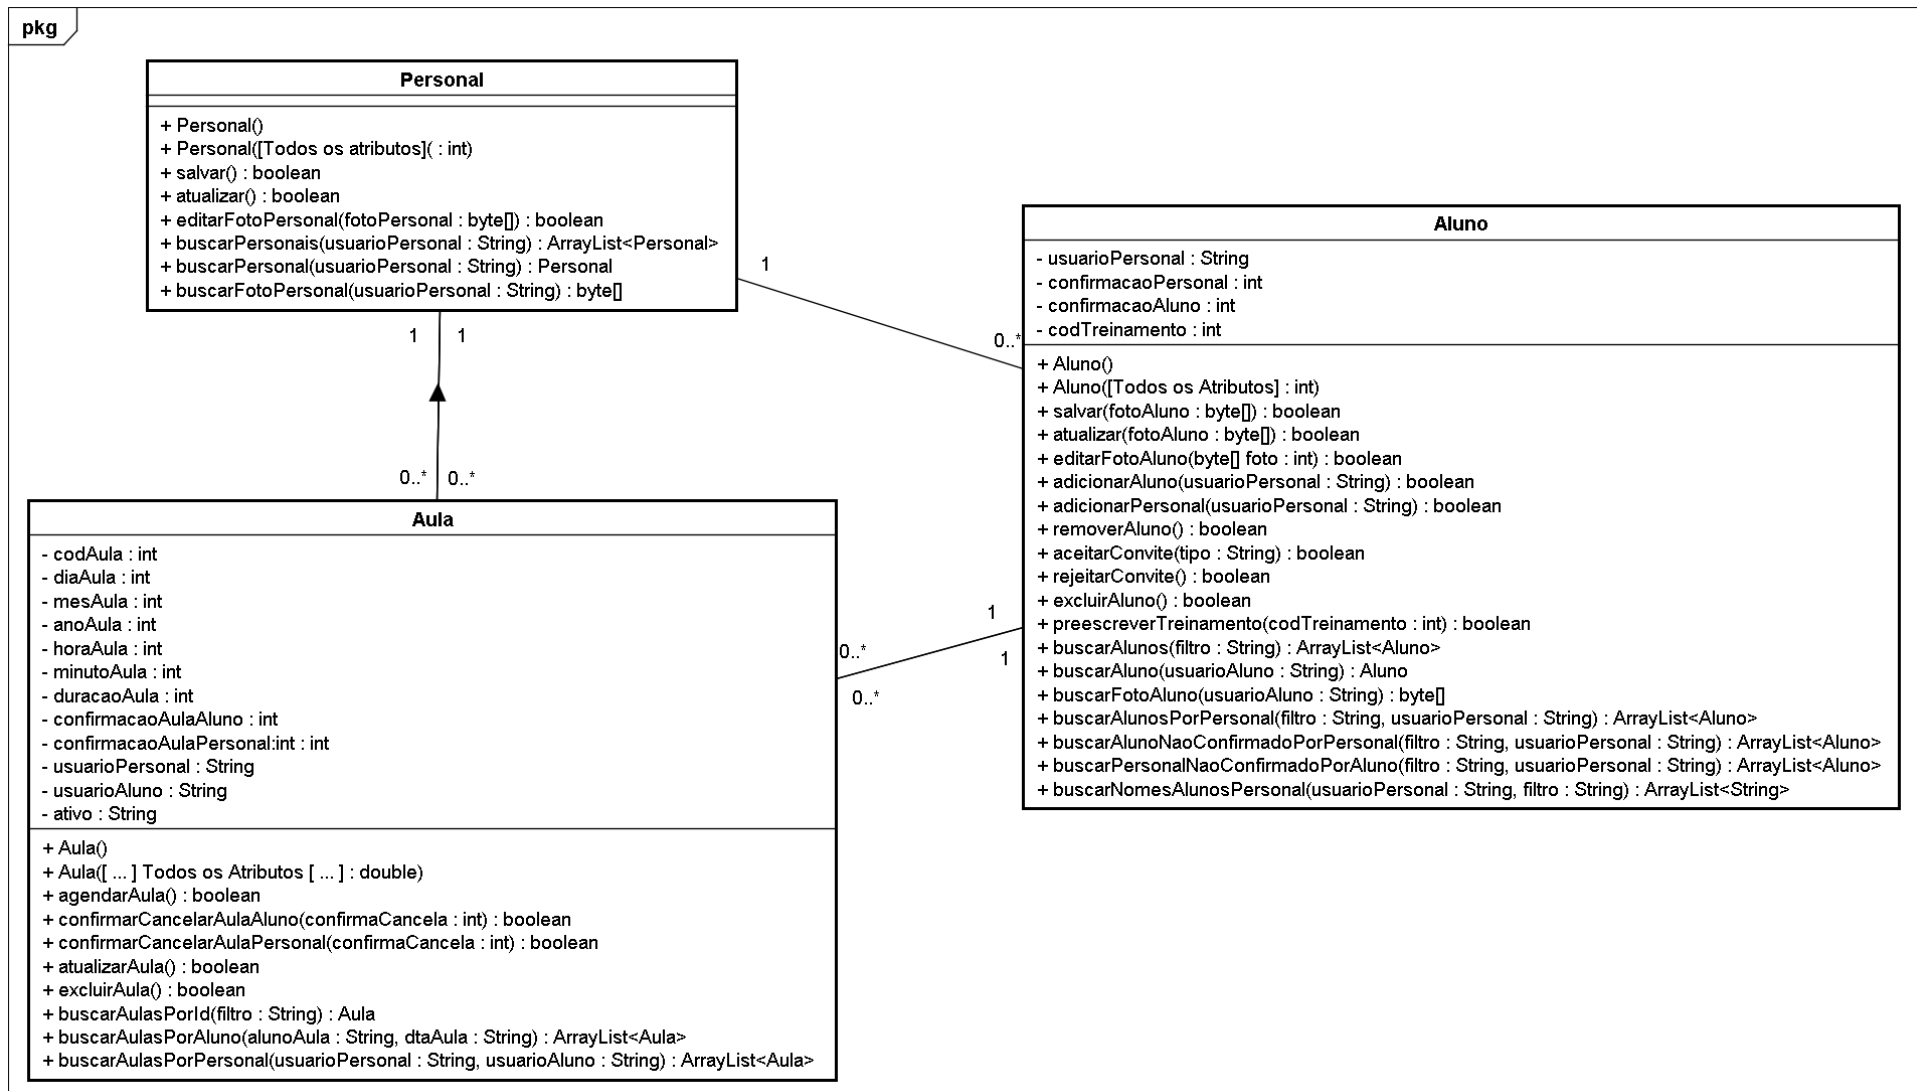 pkg
Personal
+ Personal()
+ Personal([Todos os atributos]( : int)
+ salvar() : boolean
+ atualizar() : boolean
+ editarFotoPersonal(fotoPersonal : byte[]) : boolean
+ buscarPersonais(usuarioPersonal : String) : ArrayList<Personal>
+ buscarPersonal(usuarioPersonal : String) : Personal
+ buscarFotoPersonal(usuarioPersonal : String) : byte[]
1
0..*
1 1
0..* 0..*
Aluno
- usuarioPersonal : String
- confirmacaoPersonal : int
- confirmacaoAluno : int
- codTreinamento : int
+ Aluno()
+ Aluno([Todos os Atributos] : int)
+ salvar(fotoAluno : byte[]) : boolean
+ atualizar(fotoAluno : byte[]) : boolean
+ editarFotoAluno(byte[] foto : int) : boolean
+ adicionarAluno(usuarioPersonal : String) : boolean
+ adicionarPersonal(usuarioPersonal : String) : boolean
+ removerAluno() : boolean
+ aceitarConvite(tipo : String) : boolean
+ rejeitarConvite() : boolean
+ excluirAluno() : boolean
+ preescreverTreinamento(codTreinamento : int) : boolean
+ buscarAlunos(filtro : String) : ArrayList<Aluno>
+ buscarAluno(usuarioAluno : String) : Aluno
+ buscarFotoAluno(usuarioAluno : String) : byte[]
+ buscarAlunosPorPersonal(filtro : String, usuarioPersonal : String) : ArrayList<Aluno>
+ buscarAlunoNaoConfirmadoPorPersonal(filtro : String, usuarioPersonal : String) : ArrayList<Aluno>
+ buscarPersonalNaoConfirmadoPorAluno(filtro : String, usuarioPersonal : String) : ArrayList<Aluno>
+ buscarNomesAlunosPersonal(usuarioPersonal : String, filtro : String) : ArrayList<String>
1
1
0..*
0..*
Aula
- codAula : int
- diaAula : int
- mesAula : int
- anoAula : int
- horaAula : int
- minutoAula : int
- duracaoAula : int
- confirmacaoAulaAluno : int
- confirmacaoAulaPersonal:int : int
- usuarioPersonal : String
- usuarioAluno : String
- ativo : String
+ Aula()
+ Aula([ ... ] Todos os Atributos [ ... ] : double)
+ agendarAula() : boolean
+ confirmarCancelarAulaAluno(confirmaCancela : int) : boolean
+ confirmarCancelarAulaPersonal(confirmaCancela : int) : boolean
+ atualizarAula() : boolean
+ excluirAula() : boolean
+ buscarAulasPorId(filtro : String) : Aula
+ buscarAulasPorAluno(alunoAula : String, dtaAula : String) : ArrayList<Aula>
+ buscarAulasPorPersonal(usuarioPersonal : String, usuarioAluno : String) : ArrayList<Aula>